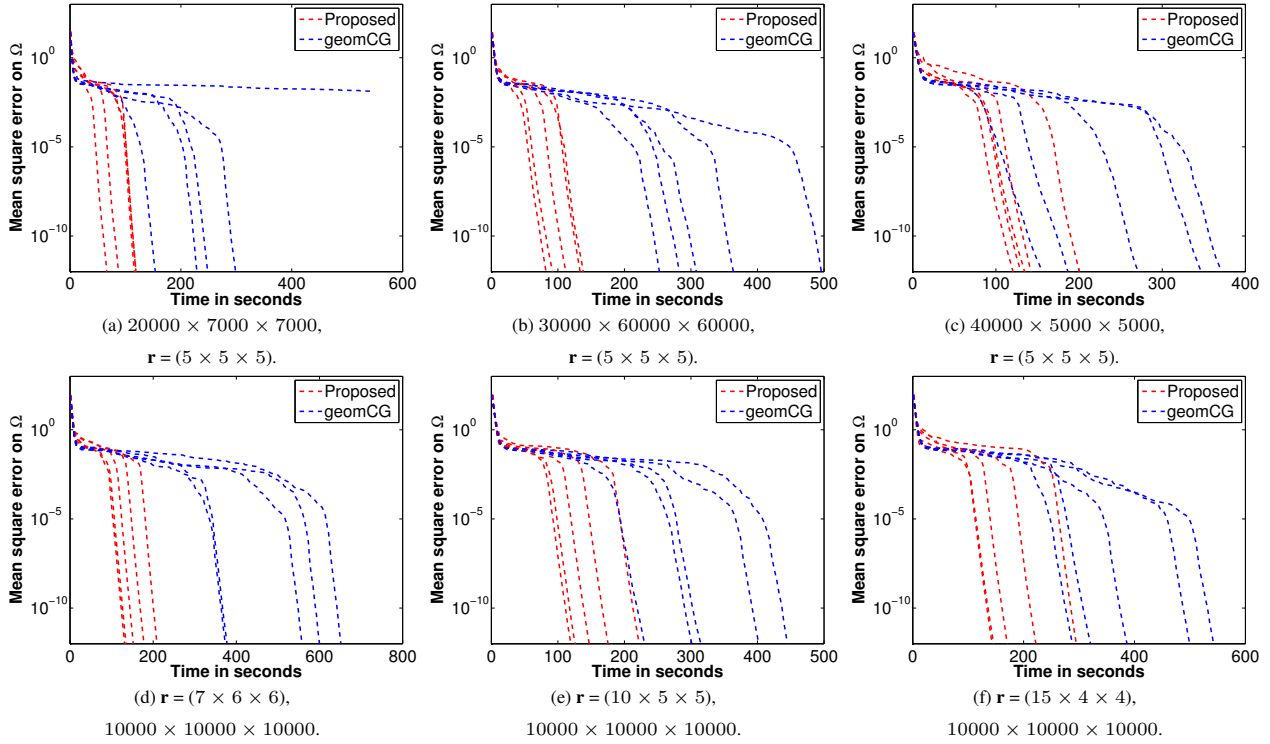 Mean square error on Ω
10^0
10^-5
10^-10
Proposed
geomCG
0 200 400 600
Time in seconds
(a) 20000 × 7000 × 7000,
r = (5 × 5 × 5).
Mean square error on Ω
10^0
10^-5
10^-10
Proposed
geomCG
0 100 200 300 400 500
Time in seconds
(b) 30000 × 60000 × 60000,
r = (5 × 5 × 5).
Mean square error on Ω
10^0
10^-5
10^-10
Proposed
geomCG
0 100 200 300 400
Time in seconds
(c) 40000 × 5000 × 5000,
r = (5 × 5 × 5).
Mean square error on Ω
10^0
10^-5
10^-10
Proposed
geomCG
0 200 400 600 800
Time in seconds
(d) r = (7 × 6 × 6),
10000 × 10000 × 10000.
Mean square error on Ω
10^0
10^-5
10^-10
Proposed
geomCG
0 100 200 300 400 500
Time in seconds
(e) r = (10 × 5 × 5),
10000 × 10000 × 10000.
Mean square error on Ω
10^0
10^-5
10^-10
Proposed
geomCG
0 200 400 600
Time in seconds
(f) r = (15 × 4 × 4),
10000 × 10000 × 10000.